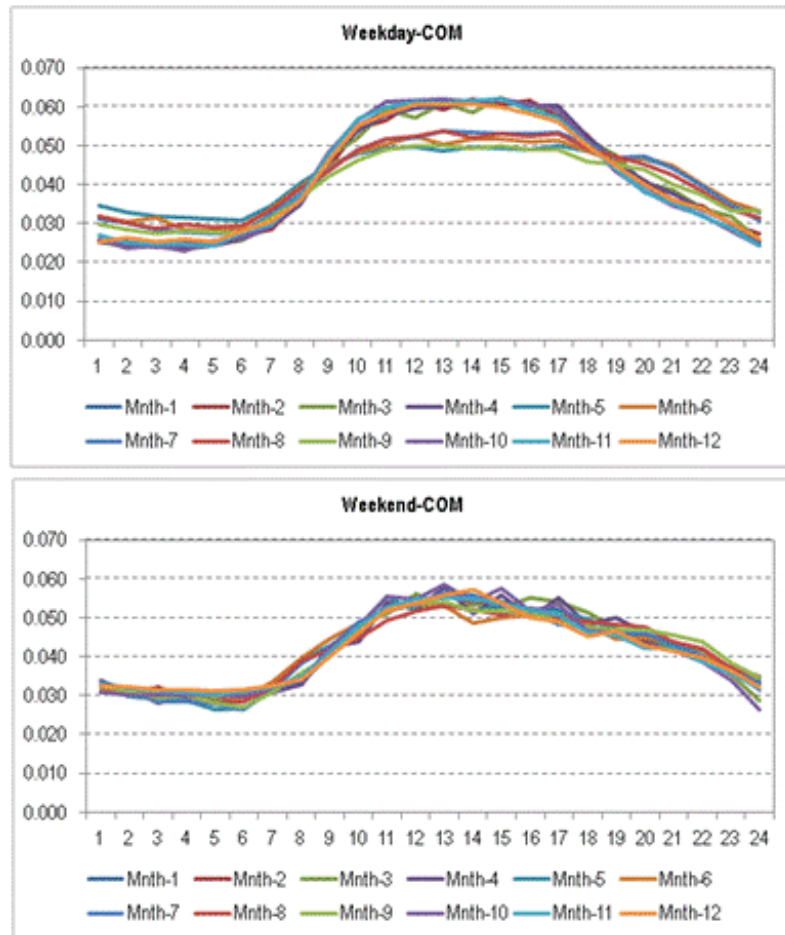 Weekday-COM
0.070
0.060
0.050
0.040
0.030
0.020
0.010
0.000
1 2 3 4 5 6 7 8 9 10 11 12 13 14 15 16 17 18 19 20 21 22 23 24
Mnth-1 Mnth-2 Mnth-3 Mnth-4 Mnth-5 Mnth-6
Mnth-7 Mnth-8 Mnth-9 Mnth-10 Mnth-11 Mnth-12
Weekend-COM
0.070
0.060
0.050
0.040
0.030
0.020
0.010
0.000
1 2 3 4 5 6 7 8 9 10 11 12 13 14 15 16 17 18 19 20 21 22 23 24
Mnth-1 Mnth-2 Mnth-3 Mnth-4 Mnth-5 Mnth-6
Mnth-7 Mnth-8 Mnth-9 Mnth-10 Mnth-11 Mnth-12